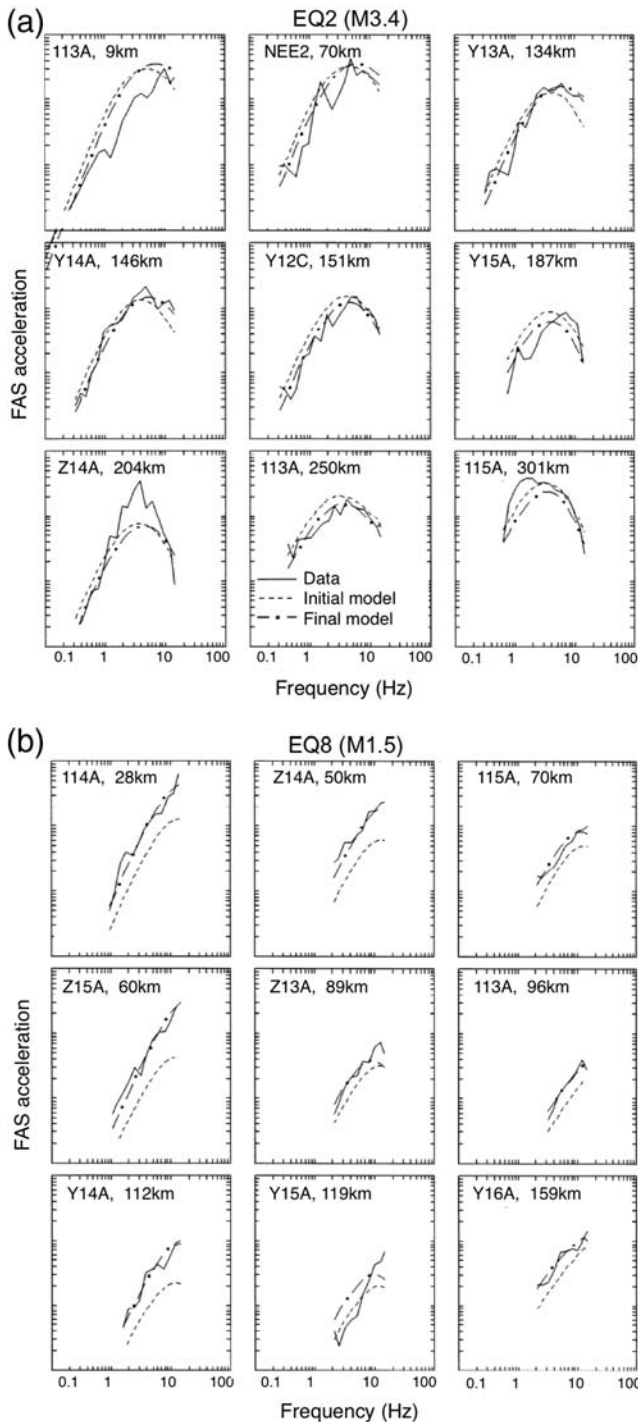 (a)
EQ2 (M3.4)
113A, 9km
NEE2, 70km
Y13A, 134km
Y14A, 146km
Y12C, 151km
Y15A, 187km
Z14A, 204km
113A, 250km
115A, 301km
Data
Initial model
Final model
FAS acceleration
0.1 1 10 100
0.1 1 10 100
0.1 1 10 100
Frequency (Hz)
(b)
EQ8 (M1.5)
114A, 28km
Z14A, 50km
115A, 70km
Z15A, 60km
Z13A, 89km
113A, 96km
Y14A, 112km
Y15A, 119km
Y16A, 159km
FAS acceleration
0.1 1 10 100
0.1 1 10 100
0.1 1 10 100
Frequency (Hz)